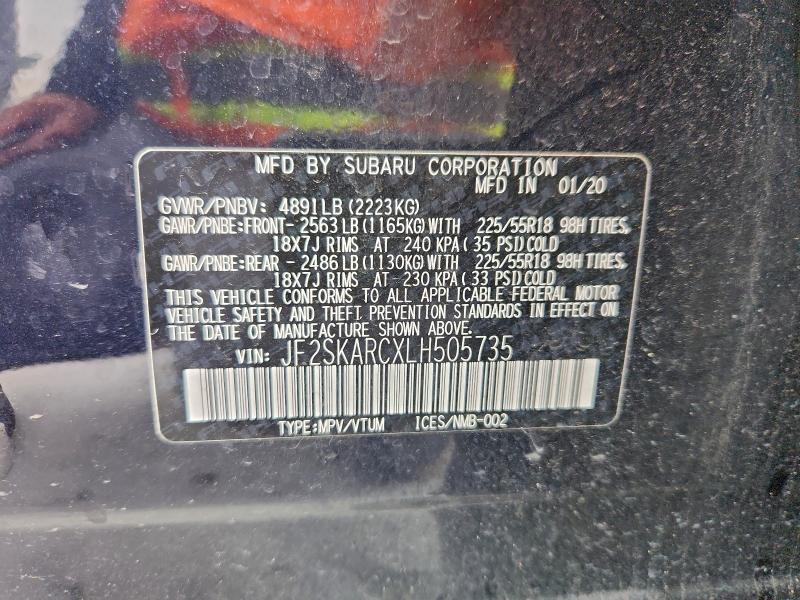 MFD BY SUBARU CORPORATION
MFD IN 01/20
GVWR/PNBV: 4891LB (2223KG)
GAWR/PNBE:FRONT- 2563LB (1165KG) WITH 225/55R18 98H TIRES,
18X7J RIMS AT 240 KPA (35 PSI) COLD
GAWR/PNBE:REAR - 2486LB (1130KG) WITH 225/55R18 98H TIRES,
18X7J RIMS AT 230 KPA (33 PSI) COLD
THIS VEHICLE CONFORMS TO ALL APPLICABLE FEDERAL MOTOR
VEHICLE SAFETY AND THEFT PREVENTION STANDARDS IN EFFECT ON
THE DATE OF MANUFACTURE SHOWN ABOVE.
VIN: JF2SKARCXLH505735
TYPE:MPV/VTUM ICES/NMB-002